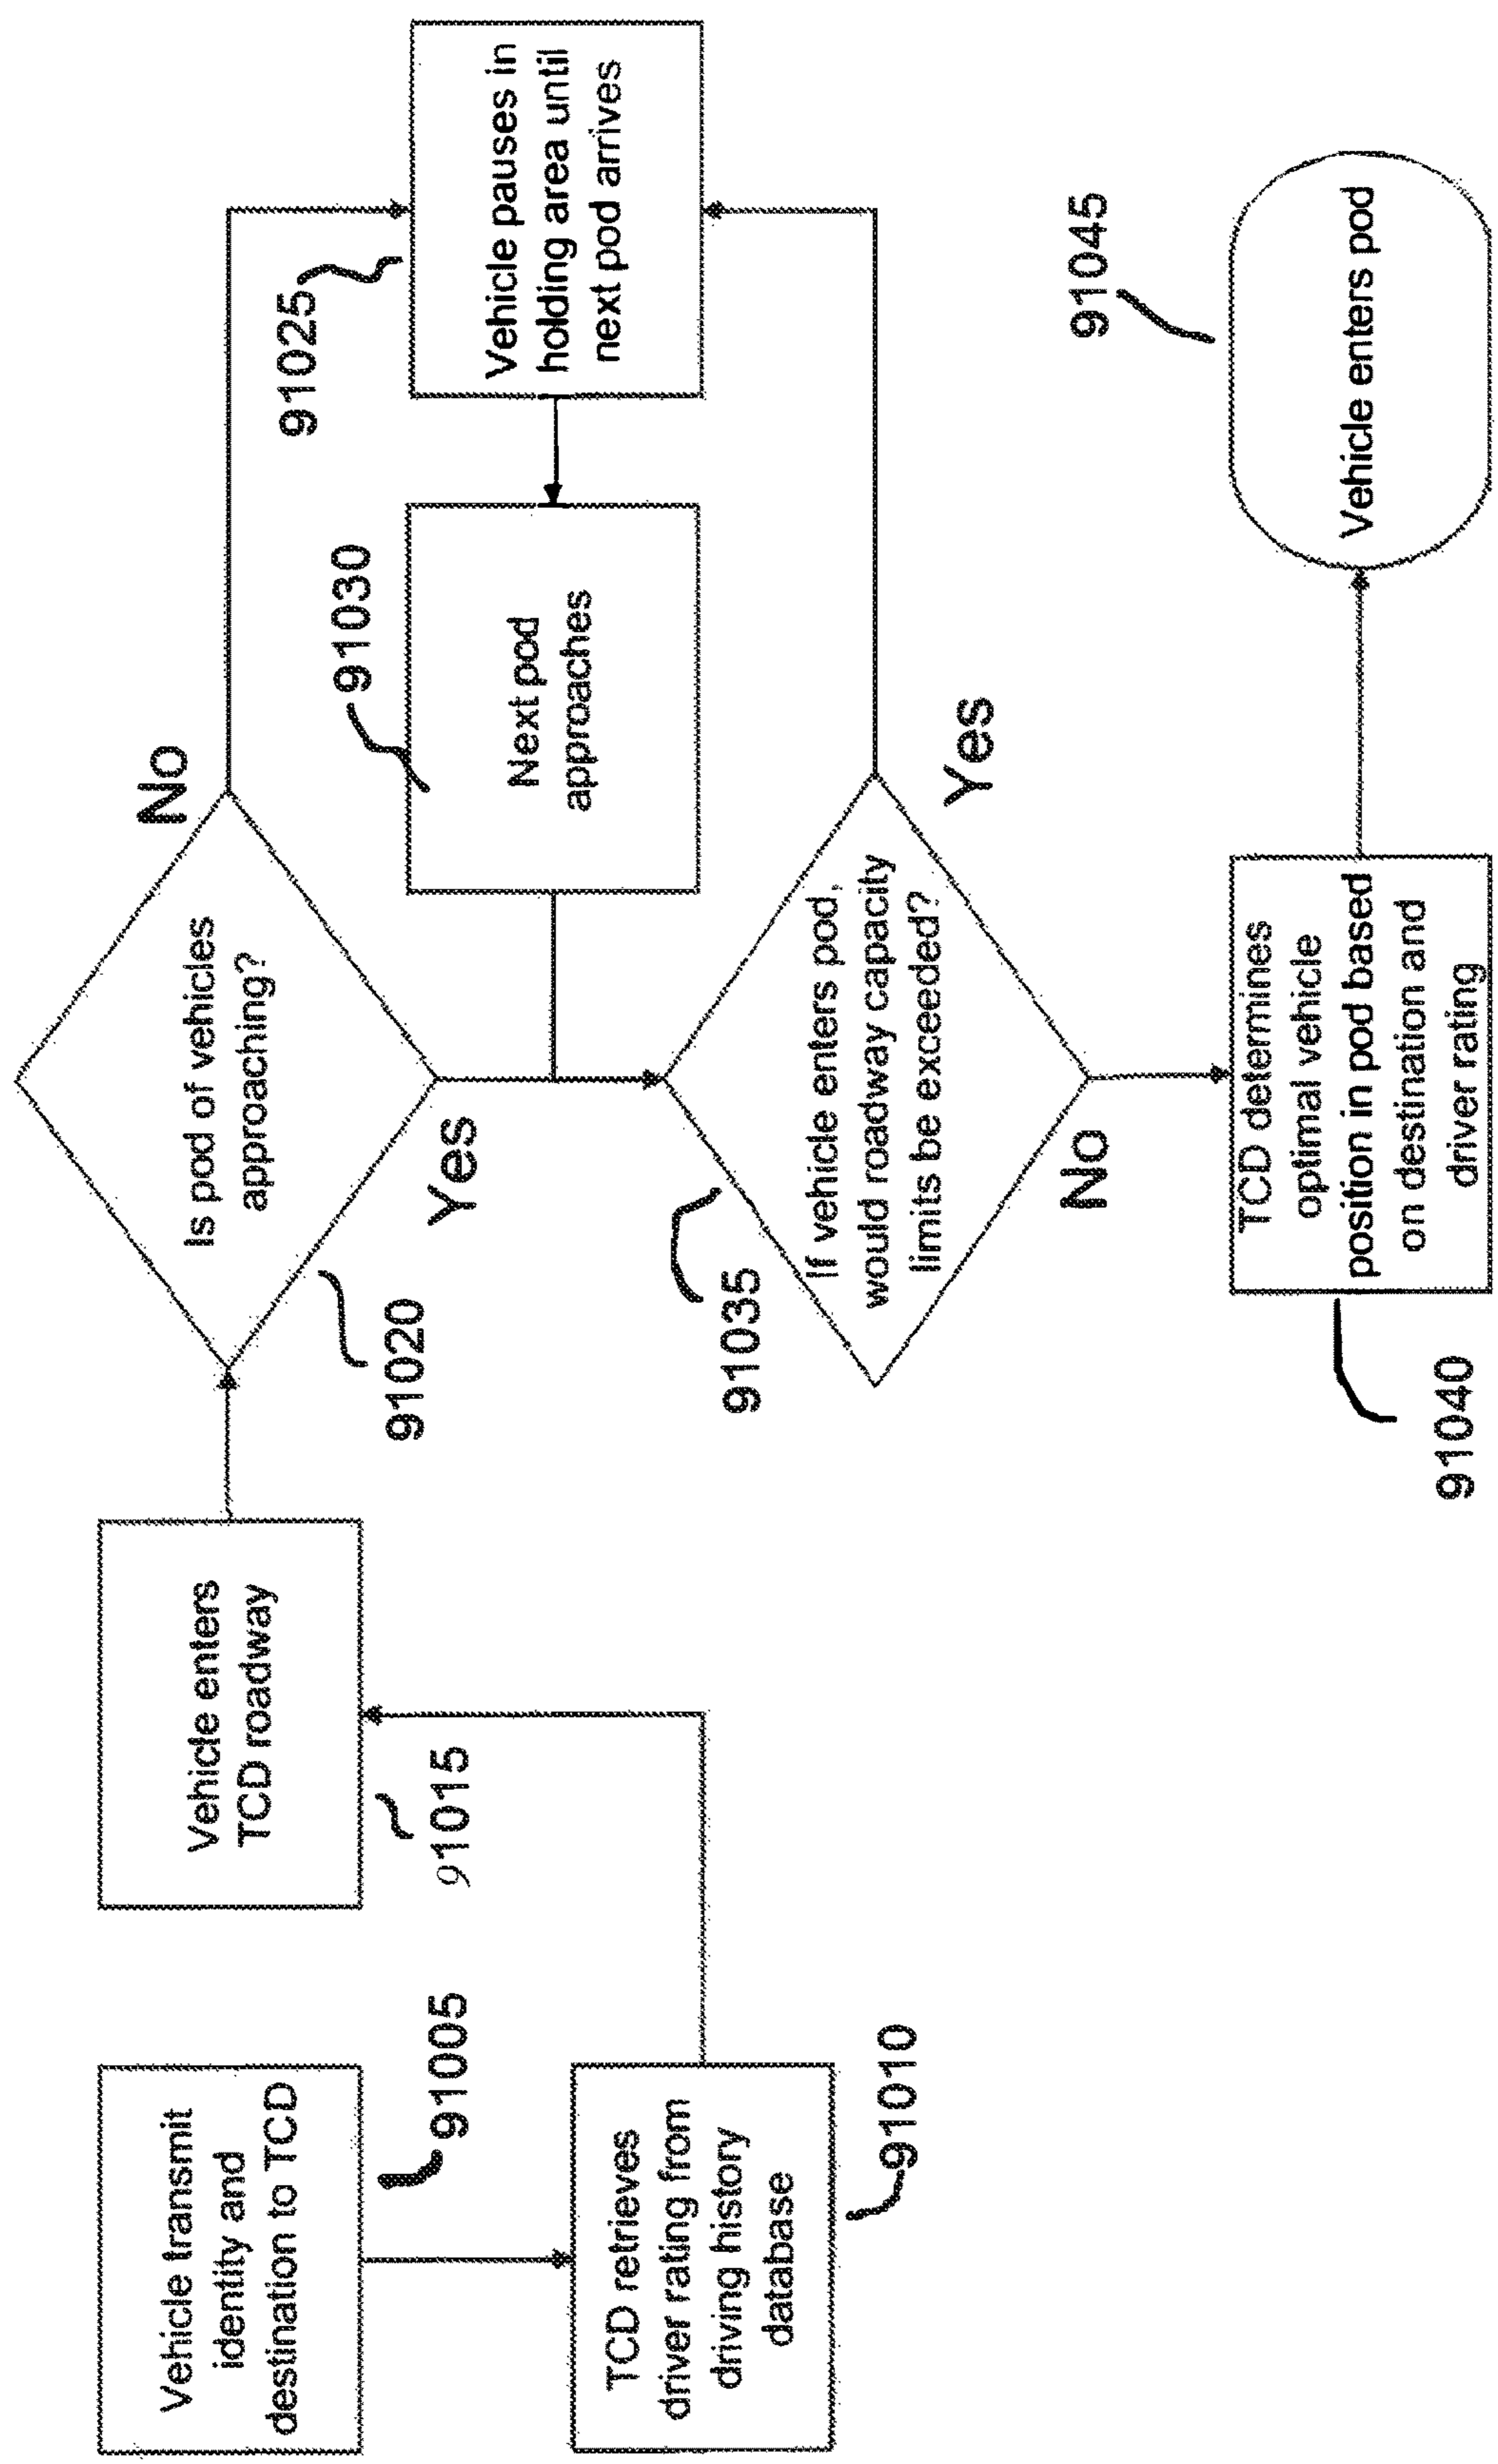 Vehicle transmit
identity and
destination to TCD
91005
TCD retrieves
driver rating from
driving history
database
91010
Vehicle enters
TCD roadway
91015
Is pod of vehicles
approaching?
91020
No
Yes
Vehicle pauses in
holding area until
next pod arrives
91025
Next pod
approaches
91030
If vehicle enters pod,
would roadway capacity
limits be exceeded?
91035
Yes
No
TCD determines
optimal vehicle
position in pod based
on destination and
driver rating
91040
Vehicle enters pod
91045